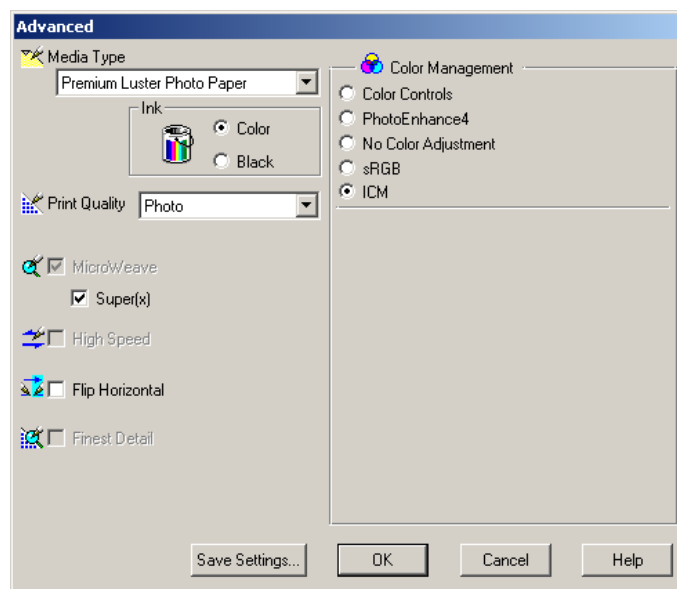 Advanced
Media Type
Premium Luster Photo Paper
Ink
Color
Black
Print Quality
Photo
MicroWeave
Super(x)
High Speed
Flip Horizontal
Finest Detail
Color Management
Color Controls
PhotoEnhance4
No Color Adjustment
sRGB
ICM
Save Settings...
OK
Cancel
Help